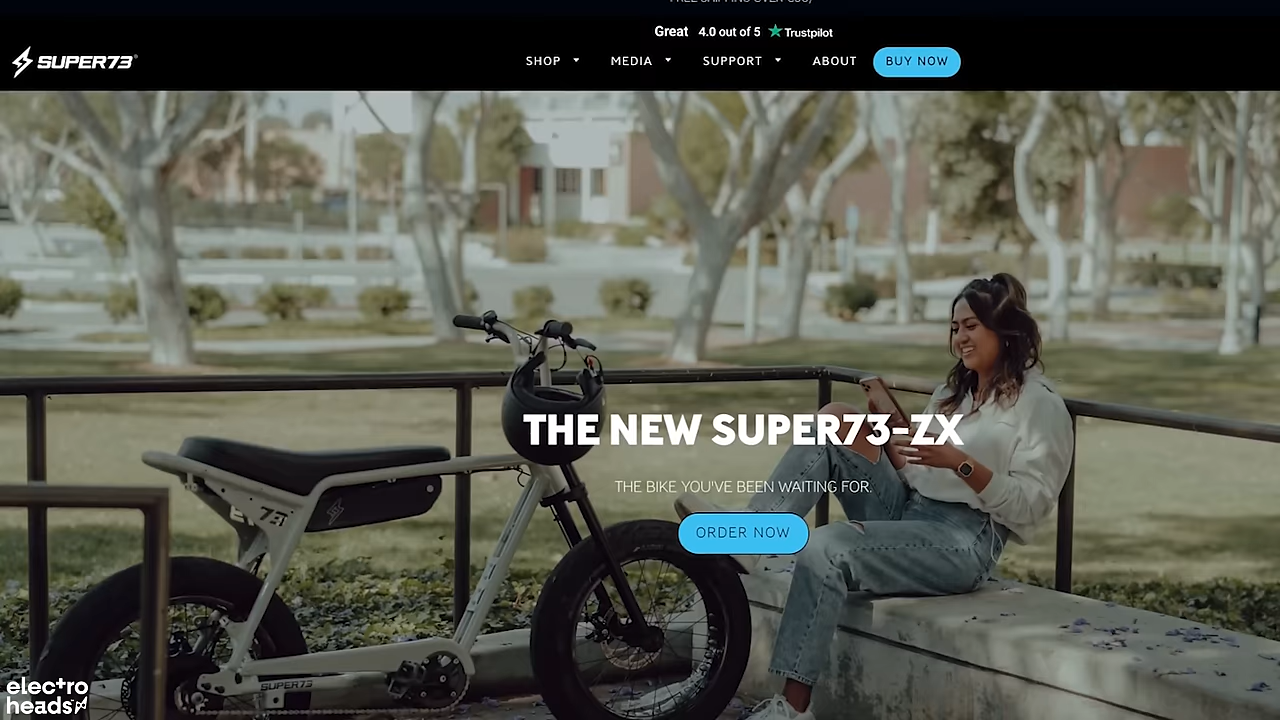 Great 4.0 out of 5 Trustpilot
SUPER73
SHOP MEDIA SUPPORT ABOUT BUY NOW
THE NEW SUPER73-ZX
THE BIKE YOU'VE BEEN WAITING FOR.
ORDER NOW
73
SUPER73
electro
heads